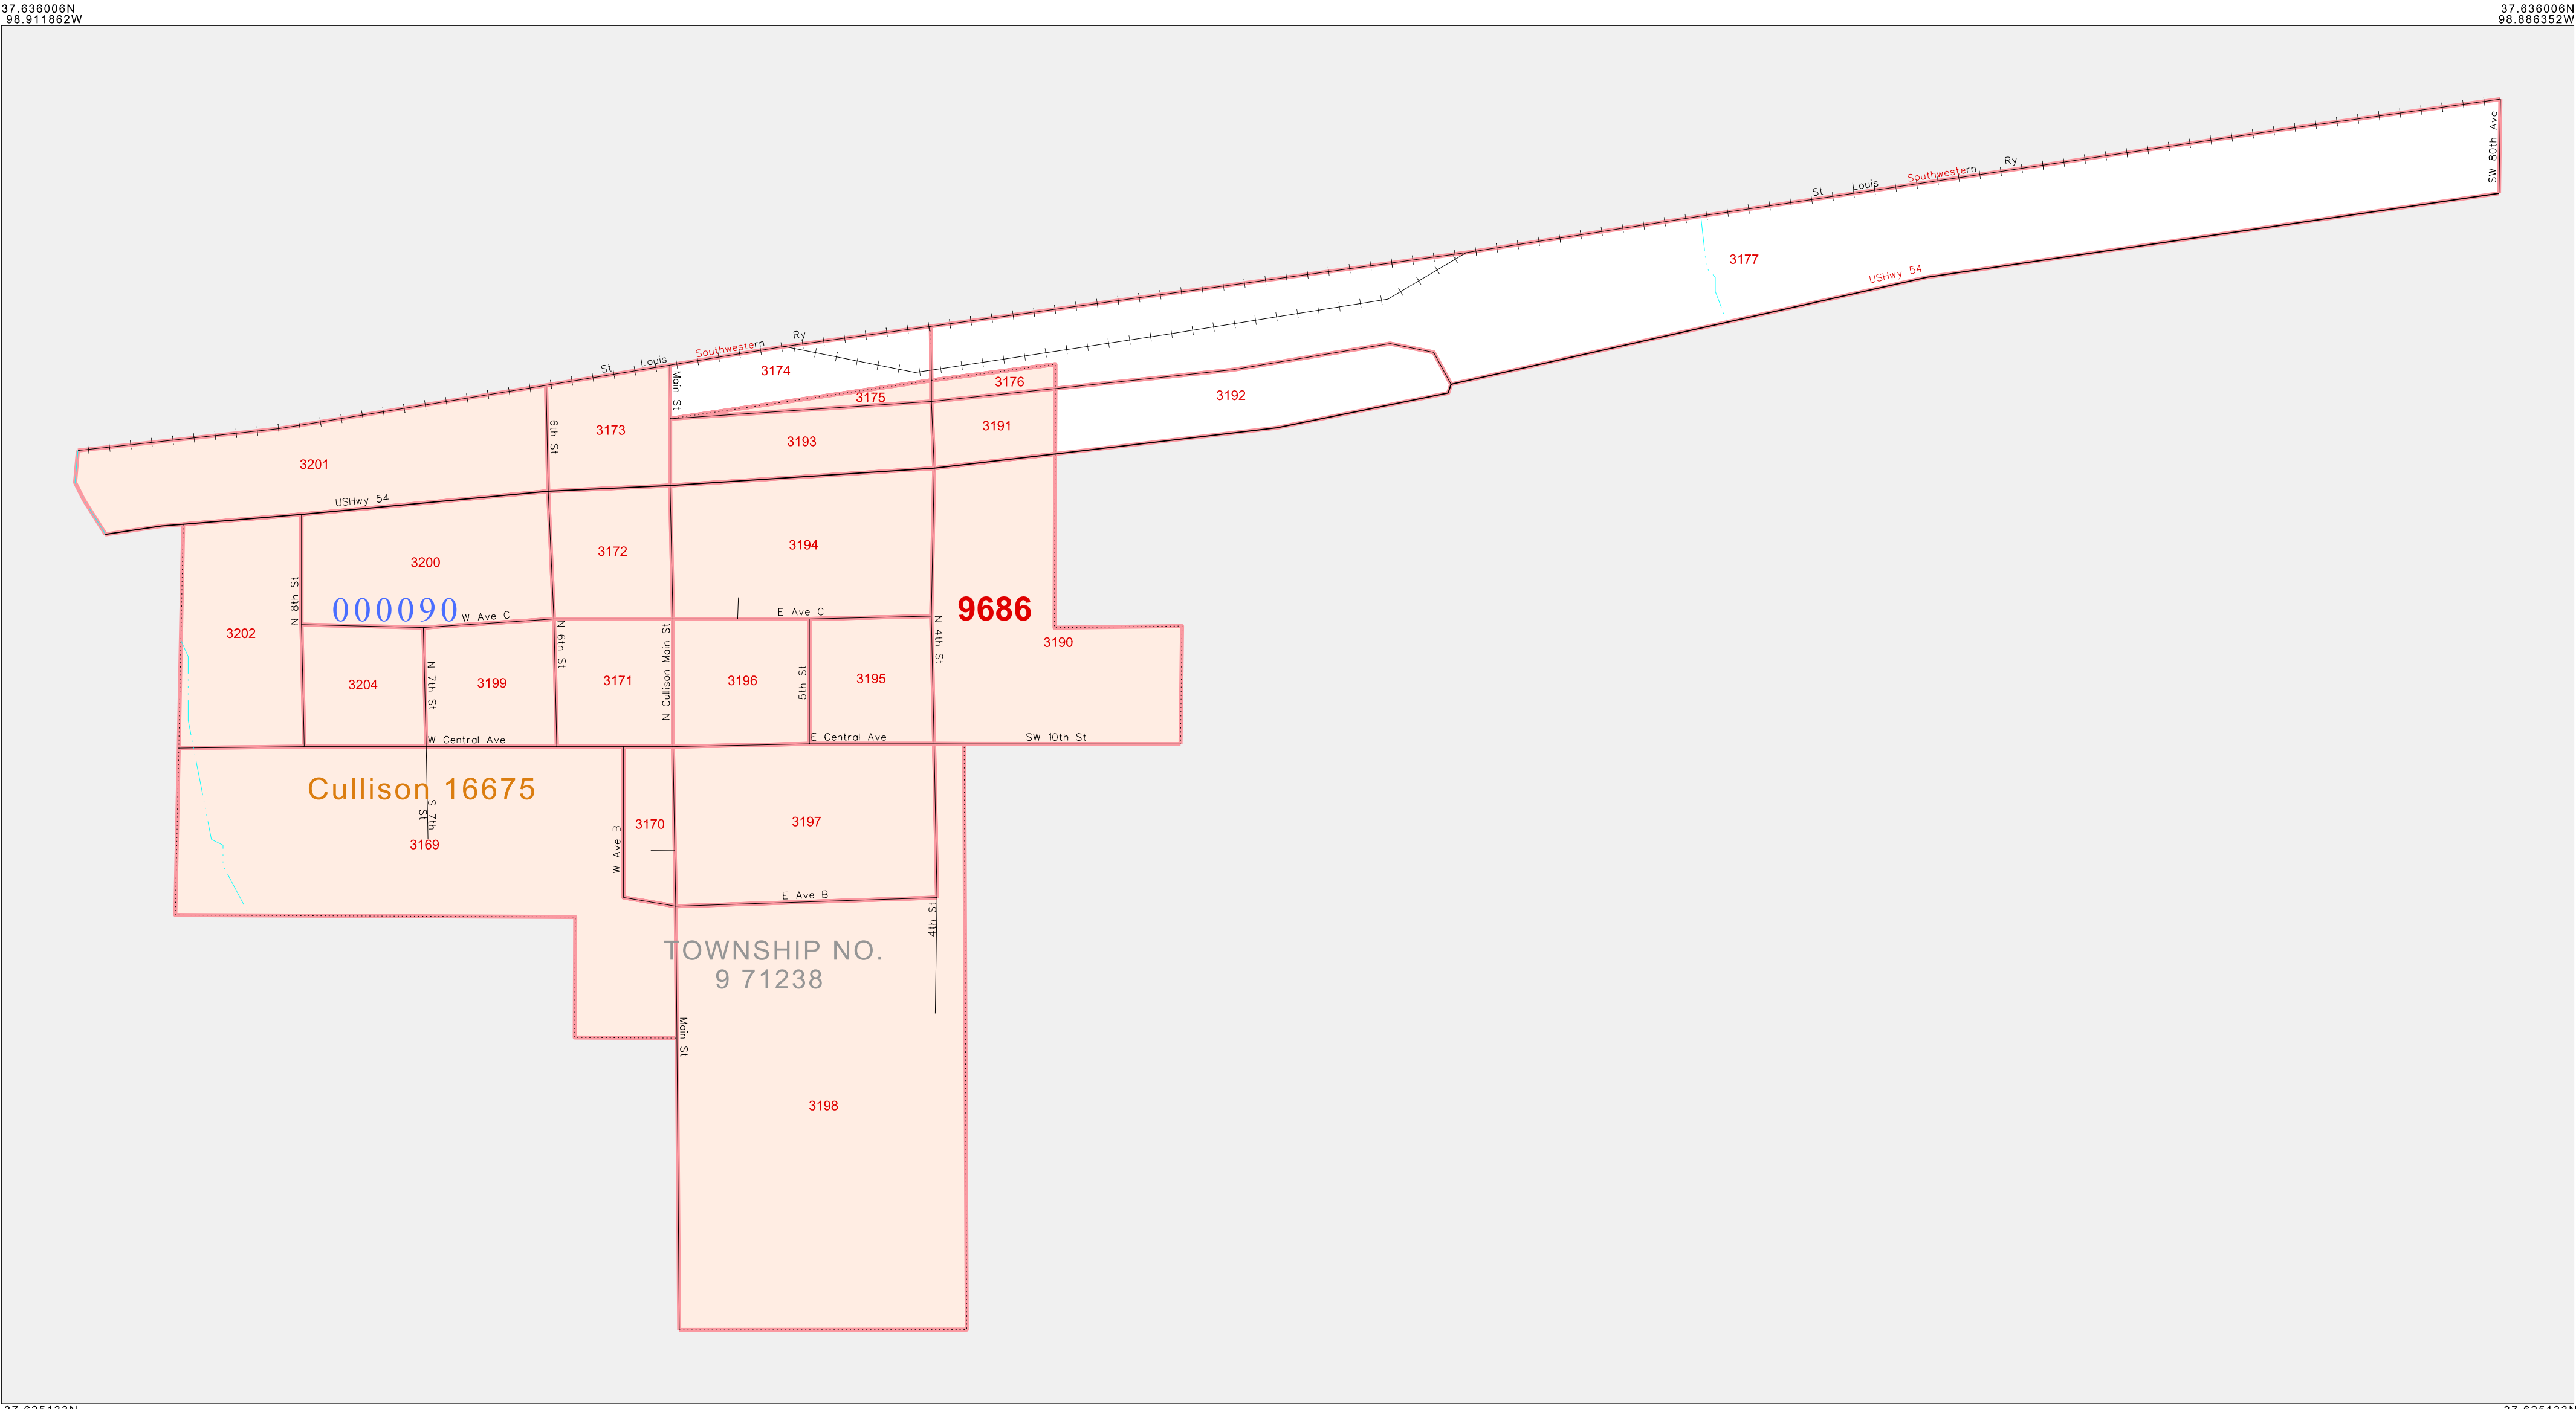 37.636006N
98.911862W
37.636006N
98.886352W
SW 80th Ave
St Louis Southwestern Ry
3177
USHwy 54
St Louis Southwestern Ry
3174
Main St
3176
3175
3192
3191
3193
6th St
3173
3201
USHwy 54
3194
3172
3200
N 8th St
000090
W Ave C
E Ave C
9686
3202
N 6th St
N Cullison Main St
N 4th St
3190
3204
N 7th St
3199
3171
3196
5th St
3195
W Central Ave
E Central Ave
SW 10th St
Cullison 16675
S 7th
St
3169
W Ave B
3170
3197
E Ave B
4th St
TOWNSHIP NO.
9 71238
Main St
3198